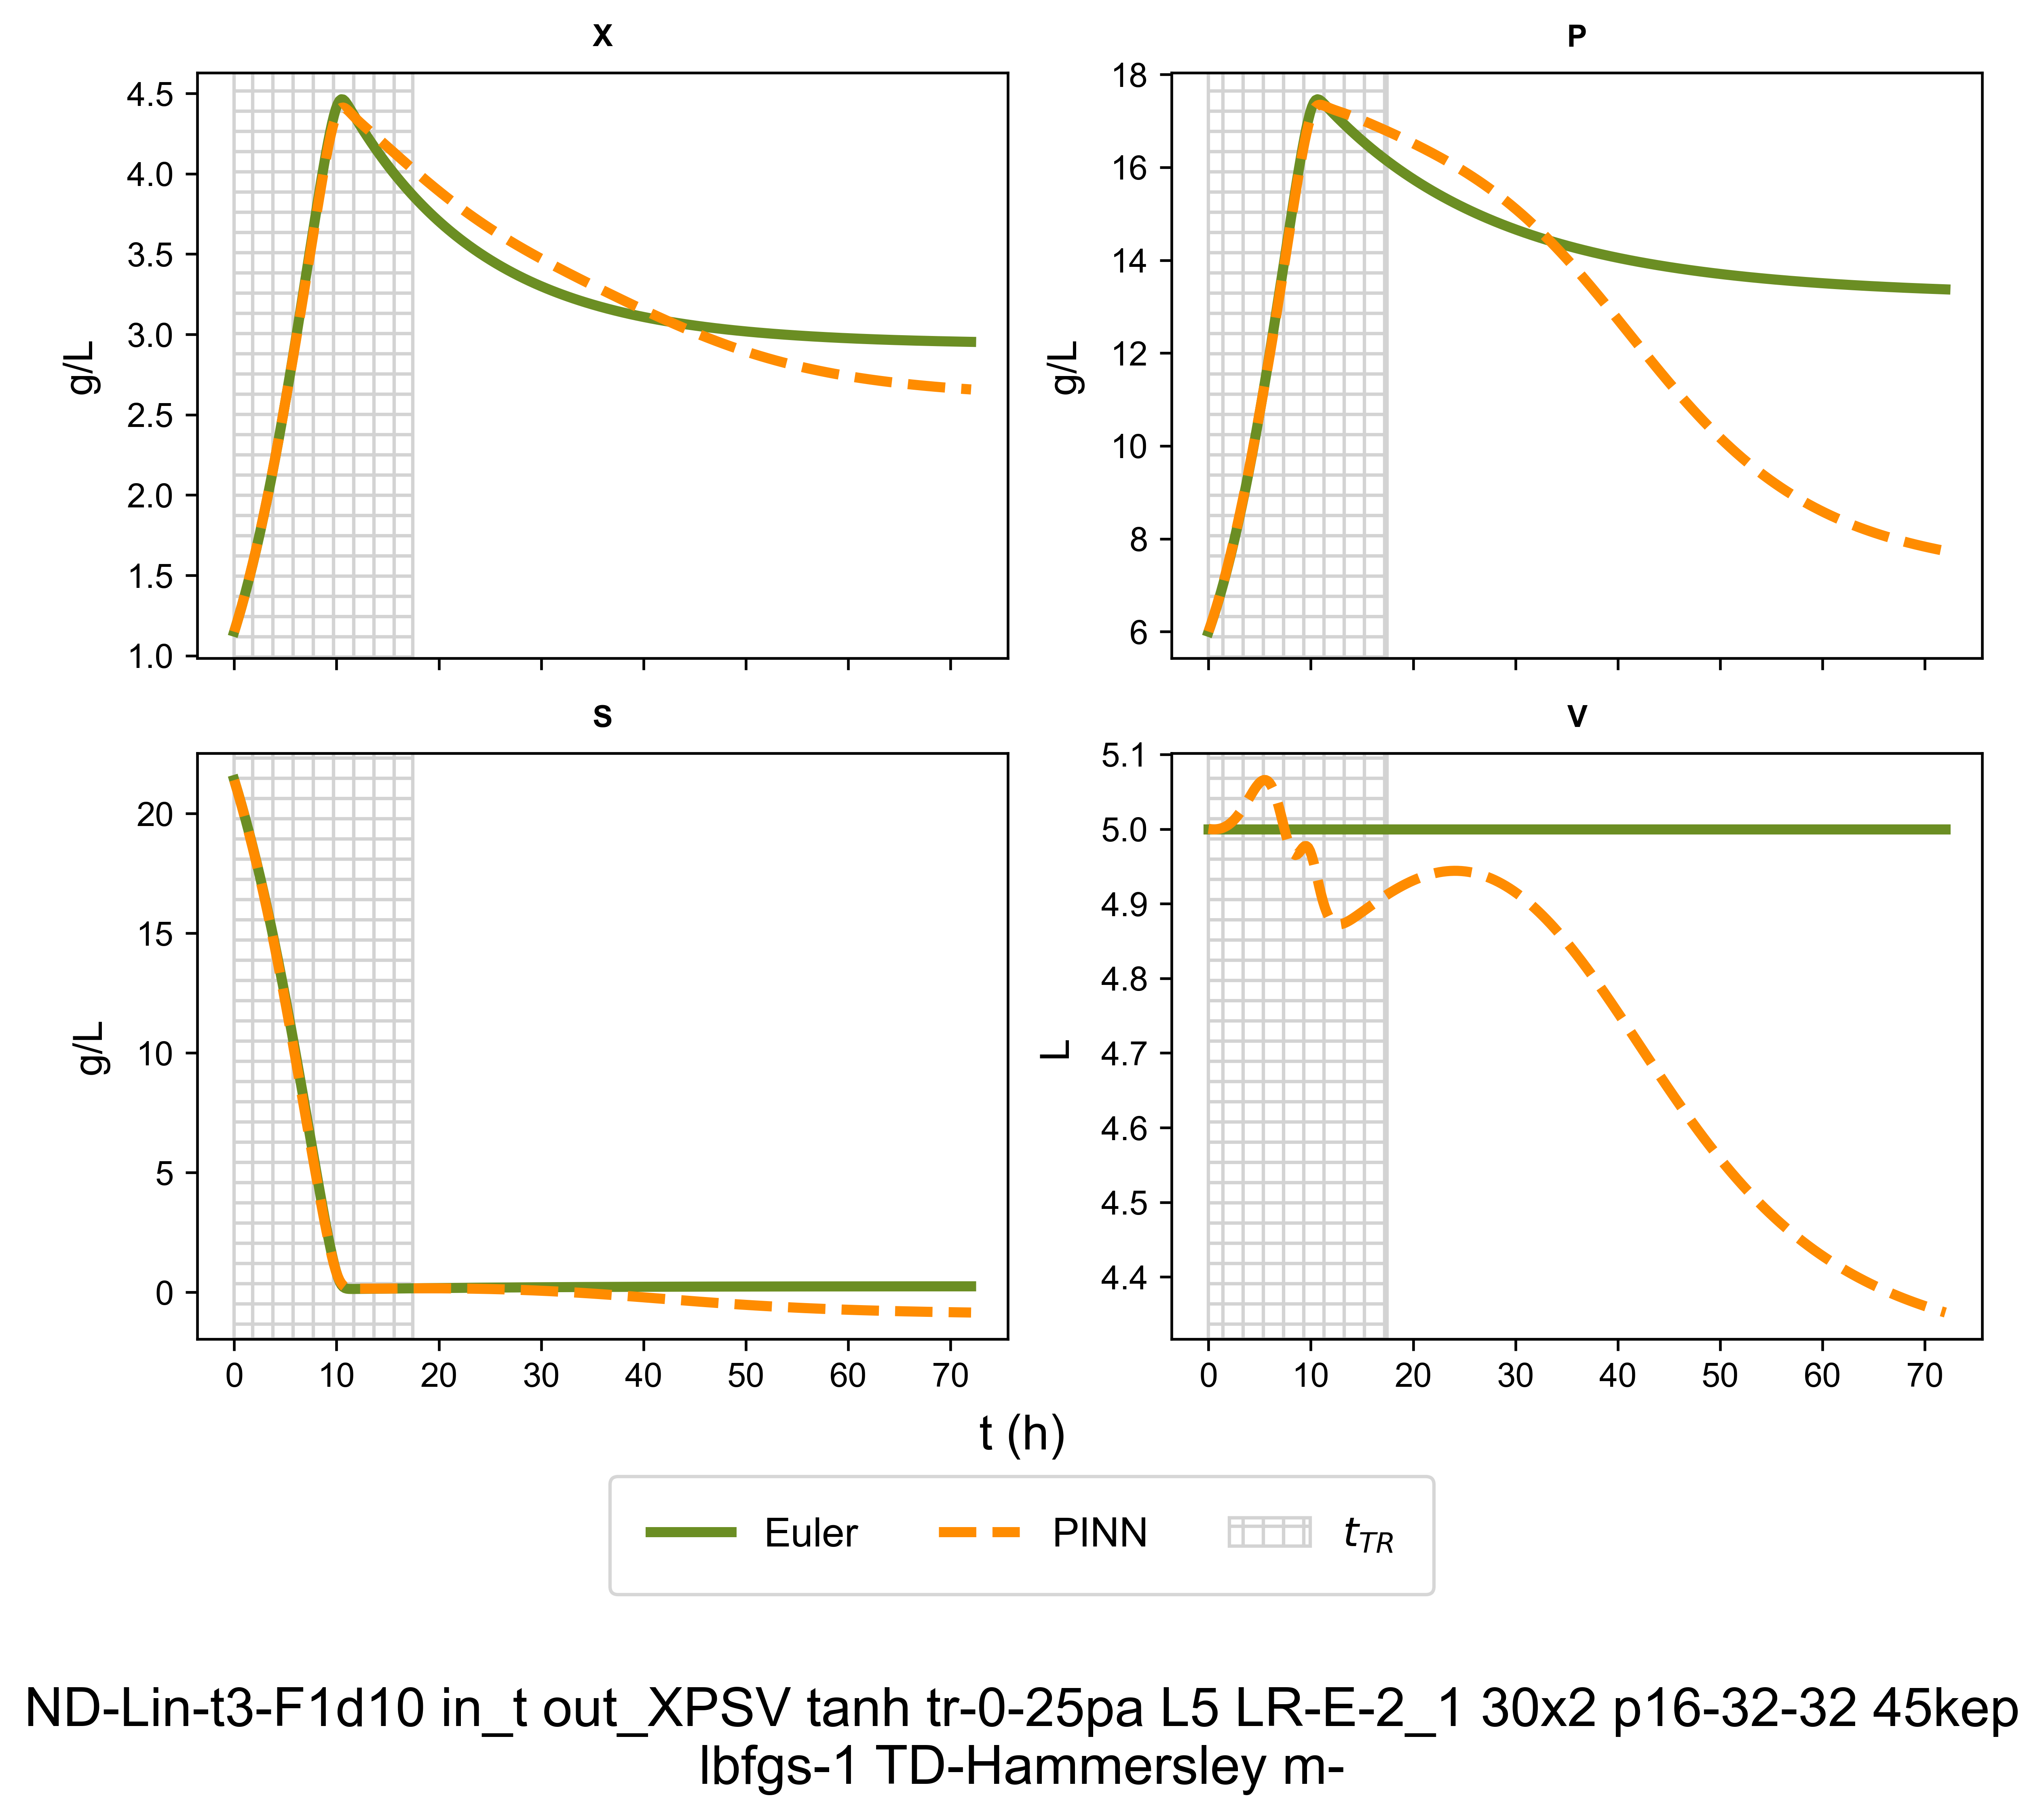 X
P
4.5
4.0
3.5
3.0
2.5
2.0
1.5
1.0
g/L
18
16
14
12
10
8
6
g/L
S
V
20
15
10
5
0
g/L
5.1
5.0
4.9
4.8
4.7
4.6
4.5
4.4
L
0 10 20 30 40 50 60 70
0 10 20 30 40 50 60 70
t (h)
Euler PINN t_TR
ND-Lin-t3-F1d10 in_t out_XPSV tanh tr-0-25pa L5 LR-E-2_1 30x2 p16-32-32 45kep
lbfgs-1 TD-Hammersley m-